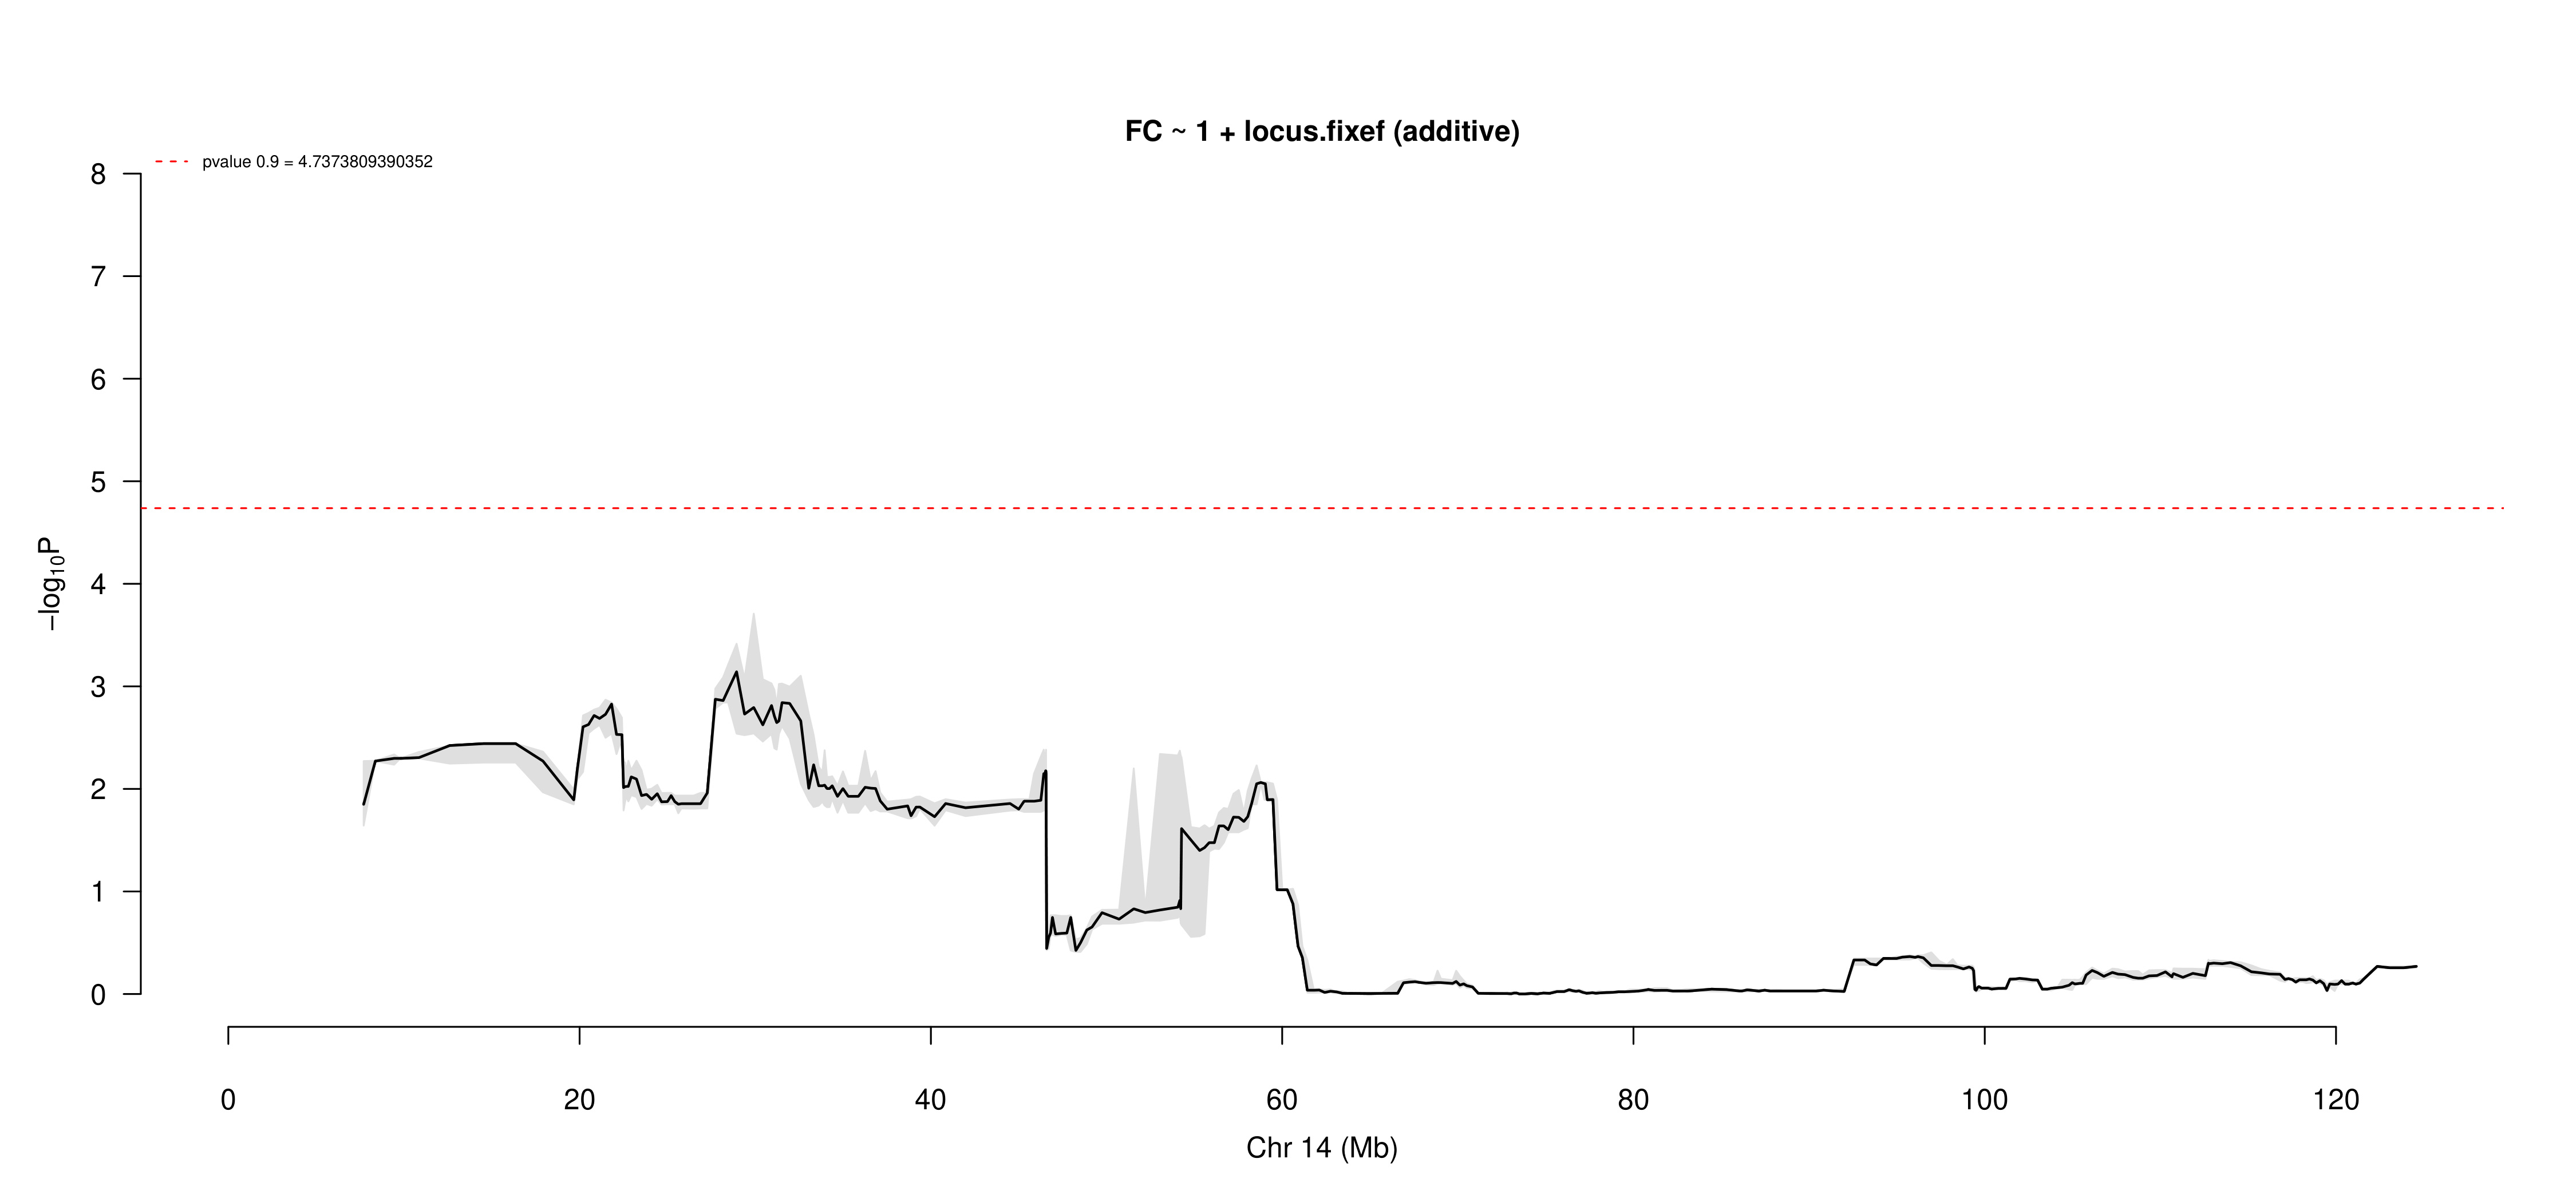 FC ~ 1 + locus.fixef (additive)
pvalue 0.9 = 4.7373809390352
8
7
6
5
4
3
2
1
0
−log10P
0 20 40 60 80 100 120
Chr 14 (Mb)